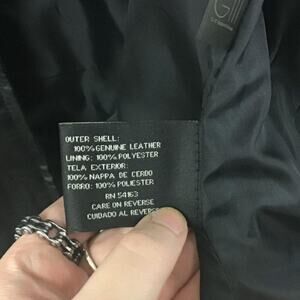 G
OUTER SHELL:
100% GENUINE LEATHER
LINING: 100% POLYESTER
TELA EXTERIOR:
100% NAPPA DE CERDO
FORRO: 100% POLIESTER
RN 54163
CARE ON REVERSE
CUIDADO AL REVERSE